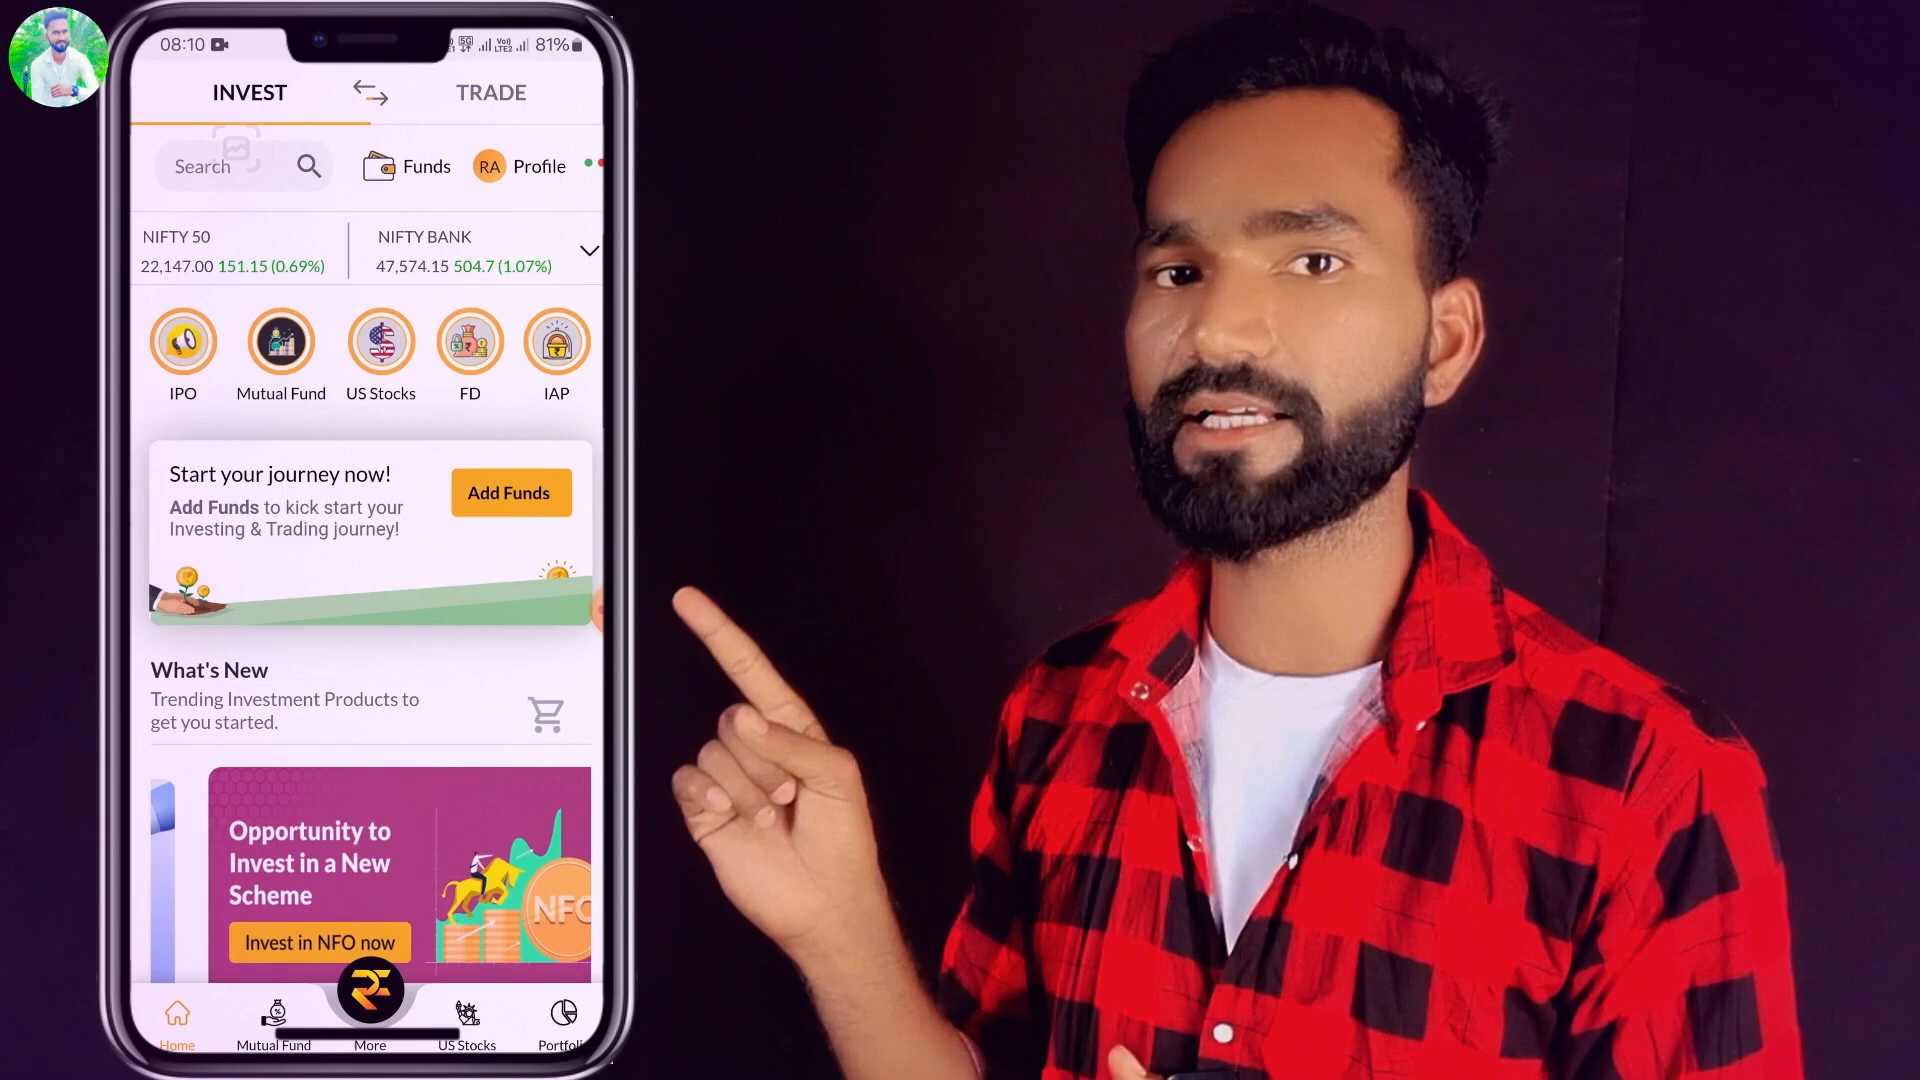 08:10
5G
Vo))
LTE2
81%
INVEST
TRADE
Search
Funds
RA
Profile
NIFTY 50
22,147.00 151.15 (0.69%)
NIFTY BANK
47,574.15 504.7 (1.07%)
IPO
Mutual Fund
US Stocks
FD
IAP
Start your journey now!
Add Funds to kick start your
Investing & Trading journey!
Add Funds
What's New
Trending Investment Products to
get you started.
Opportunity to
Invest in a New
Scheme
Invest in NFO now
NFO
Home
Mutual Fund
More
US Stocks